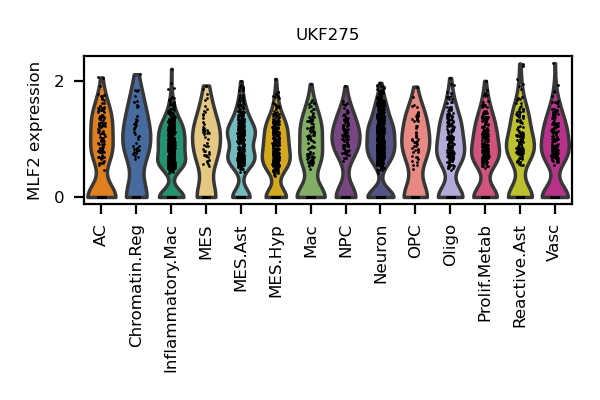 UKF275
MLF2 expression
2
0
AC
Chromatin.Reg
Inflammatory.Mac
MES
MES.Ast
MES.Hyp
Mac
NPC
Neuron
OPC
Oligo
Prolif.Metab
Reactive.Ast
Vasc